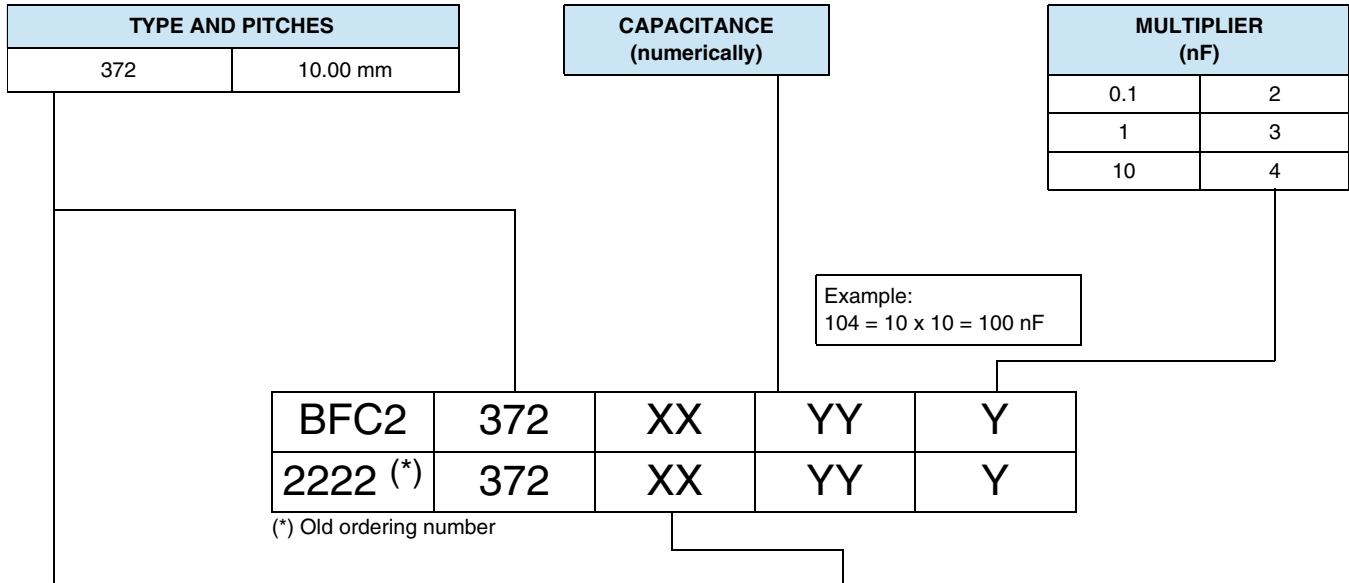 TYPE AND PITCHES
372 10.00 mm
CAPACITANCE
(numerically)
MULTIPLIER
(nF)
0.1 2
1 3
10 4
Example:
104 = 10 x 10 = 100 nF
BFC2 372 XX YY Y
2222 (*) 372 XX YY Y
(*) Old ordering number